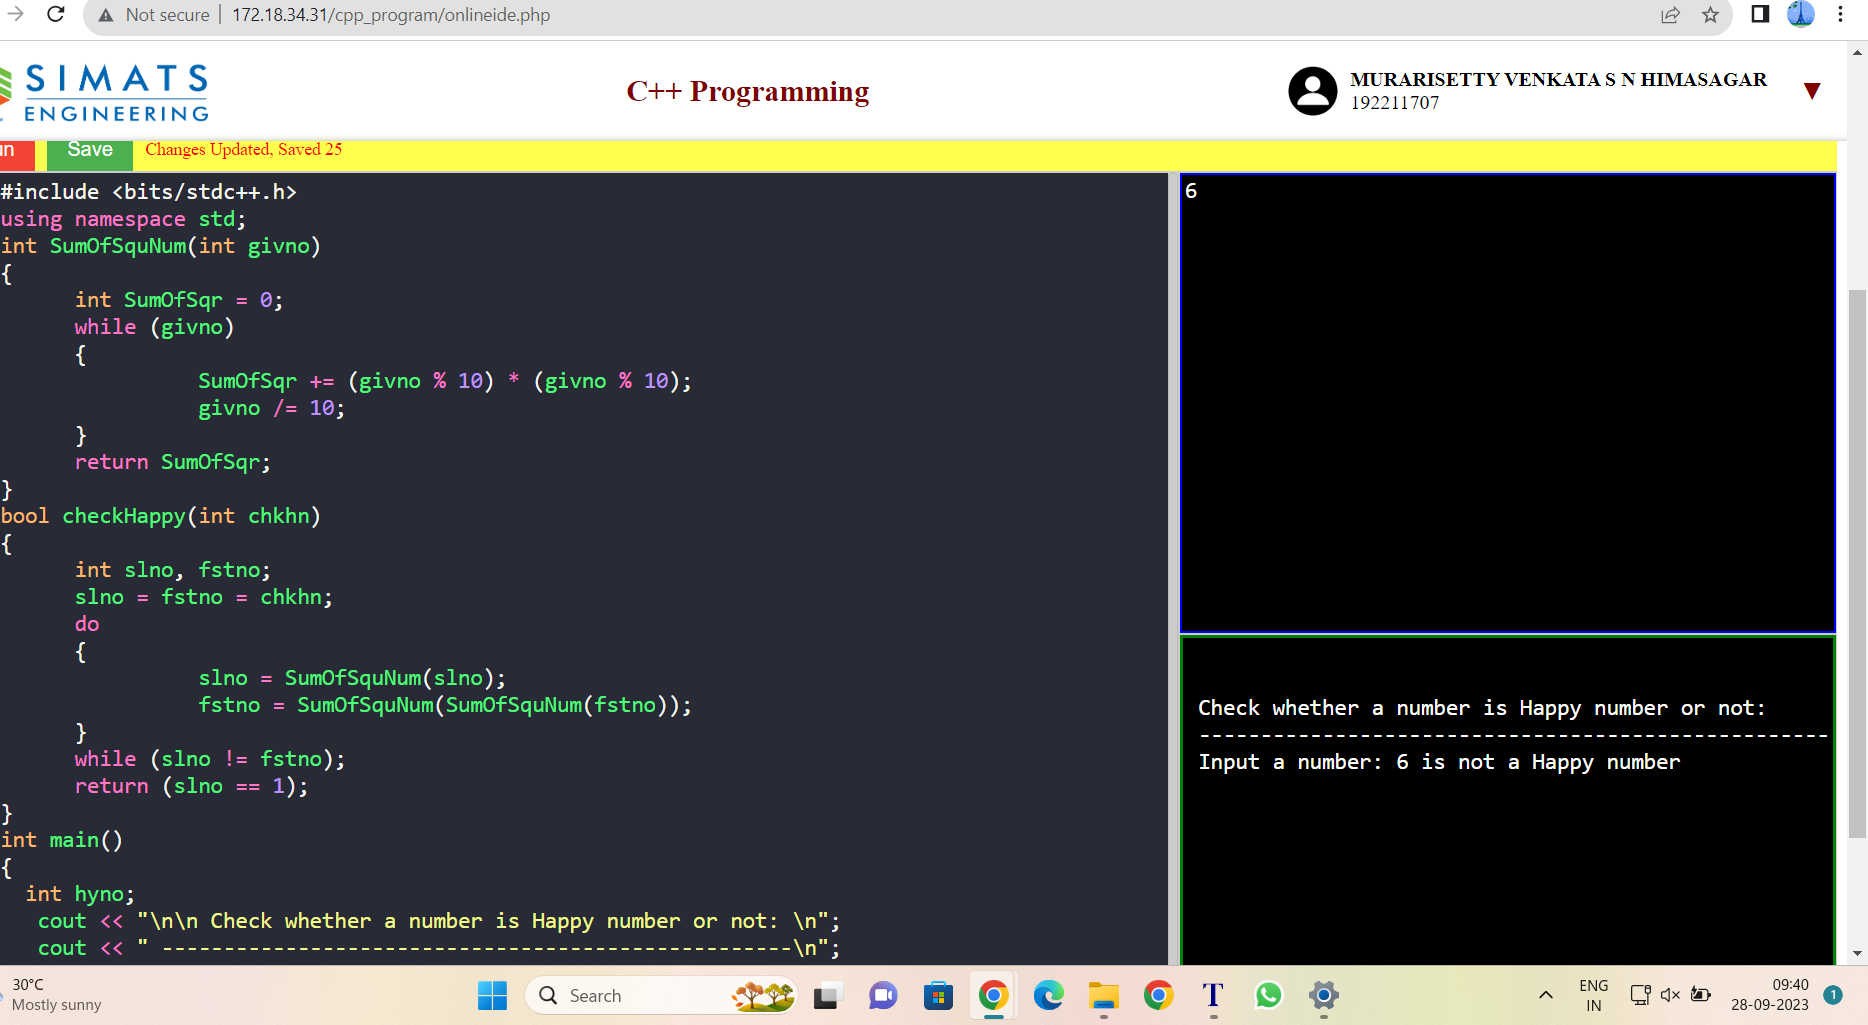 Not secure | 172.18.34.31/cpp_program/onlineide.php
SIMATS
ENGINEERING
C++ Programming
MURARISETTY VENKATA S N HIMASAGAR
192211707
un
Save
Changes Updated, Saved 25
#include <bits/stdc++.h>
using namespace std;
int SumOfSquNum(int givno)
{
int SumOfSqr = 0;
while (givno)
{
SumOfSqr += (givno % 10) * (givno % 10);
givno /= 10;
}
return SumOfSqr;
}
bool checkHappy(int chkhn)
{
int slno, fstno;
slno = fstno = chkhn;
do
{
slno = SumOfSquNum(slno);
fstno = SumOfSquNum(SumOfSquNum(fstno));
}
while (slno != fstno);
return (slno == 1);
}
int main()
{
int hyno;
cout << "\n\n Check whether a number is Happy number or not: \n";
cout << " ---------------------------------------------------\n";
6
Check whether a number is Happy number or not:
---------------------------------------------------
Input a number: 6 is not a Happy number
30°C
Mostly sunny
Search
T
ENG
IN
09:40
28-09-2023
1